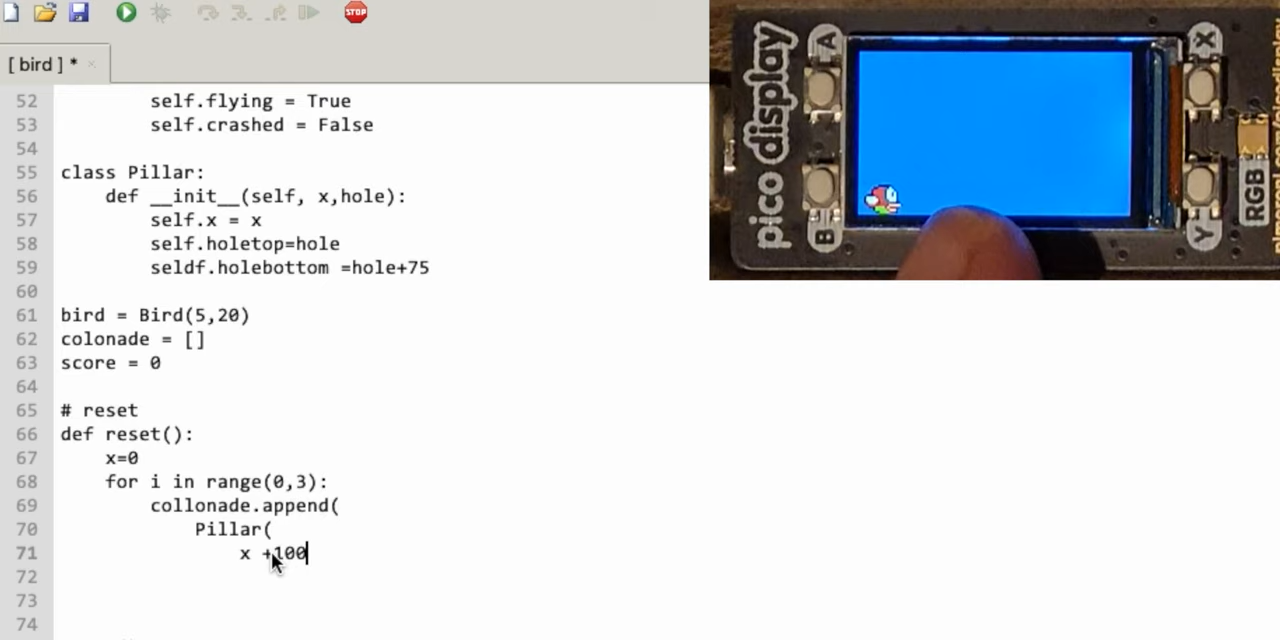 STOP
[ bird ] * ×
52 self.flying = True
53 self.crashed = False
54
55 class Pillar:
56 def __init__(self, x,hole):
57 self.x = x
58 self.holetop=hole
59 seldf.holebottom =hole+75
60
61 bird = Bird(5,20)
62 colonade = []
63 score = 0
64
65 # reset
66 def reset():
67 x=0
68 for i in range(0,3):
69 collonade.append(
70 Pillar(
71 x +100
72
73
74
pico display
A
B
X
Y
RGB